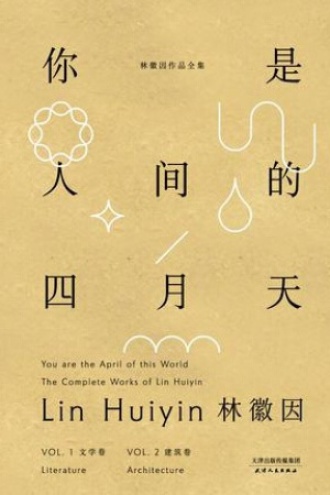 你是
林徽因作品全集
人间的
四月天
You are the April of this World
The Complete Works of Lin Huiyin
Lin Huiyin 林徽因
VOL. 1 文学卷 VOL. 2 建筑卷
Literature Architecture
天津出版传媒集团
天津人民出版社